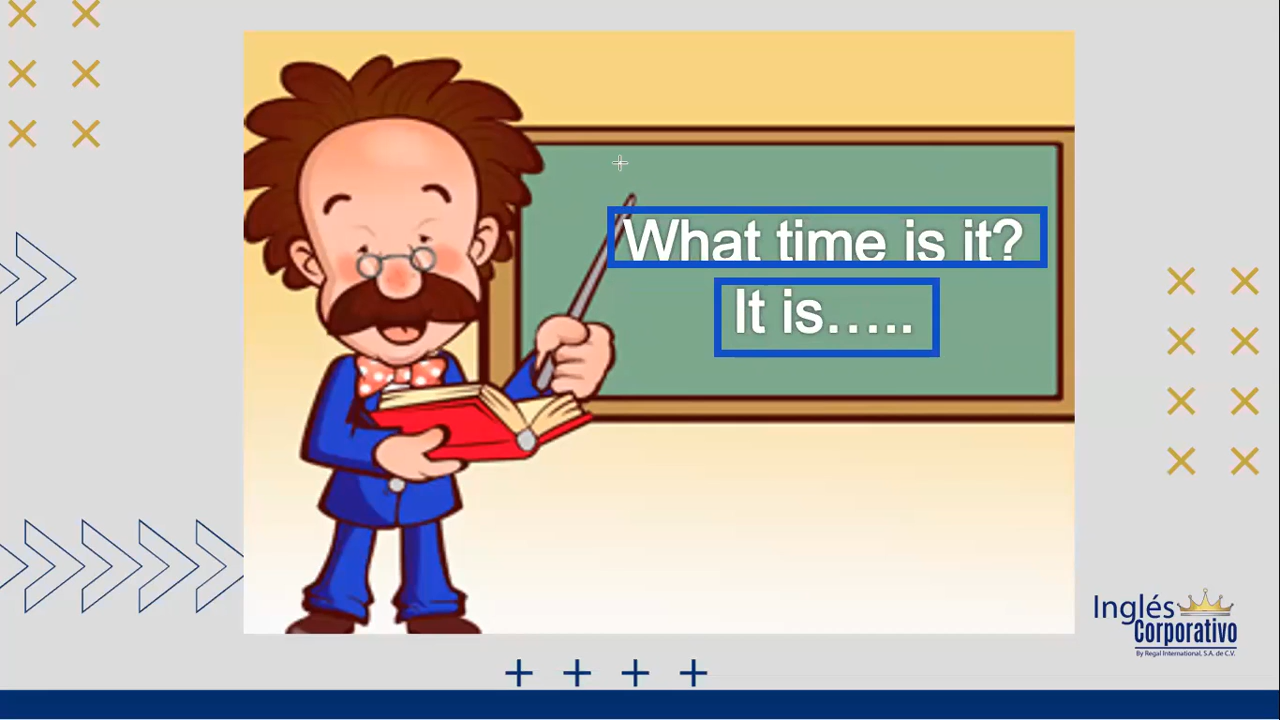 What time is it?
It is…..
Inglés
Corporativo
By Regal International, S.A. de C.V.